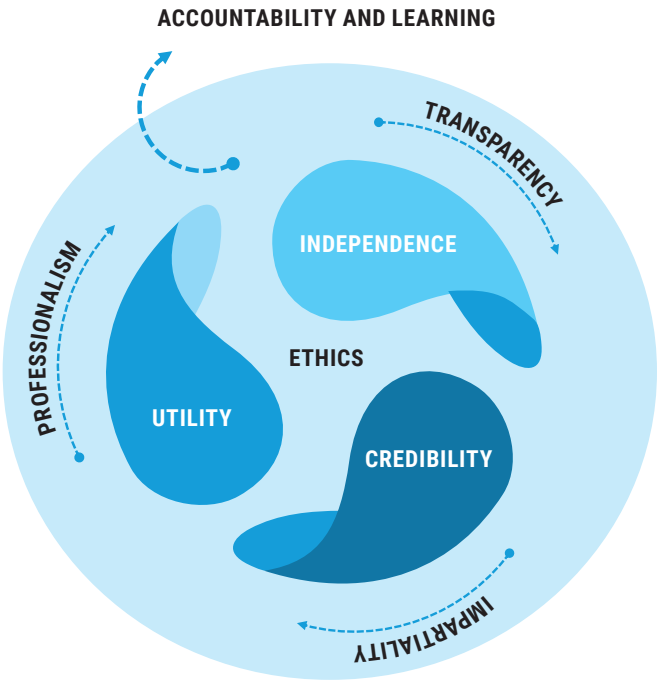 ACCOUNTABILITY AND LEARNING
TRANSPARENCY
INDEPENDENCE
PROFESSIONALISM
ETHICS
UTILITY
CREDIBILITY
IMPARTIALITY